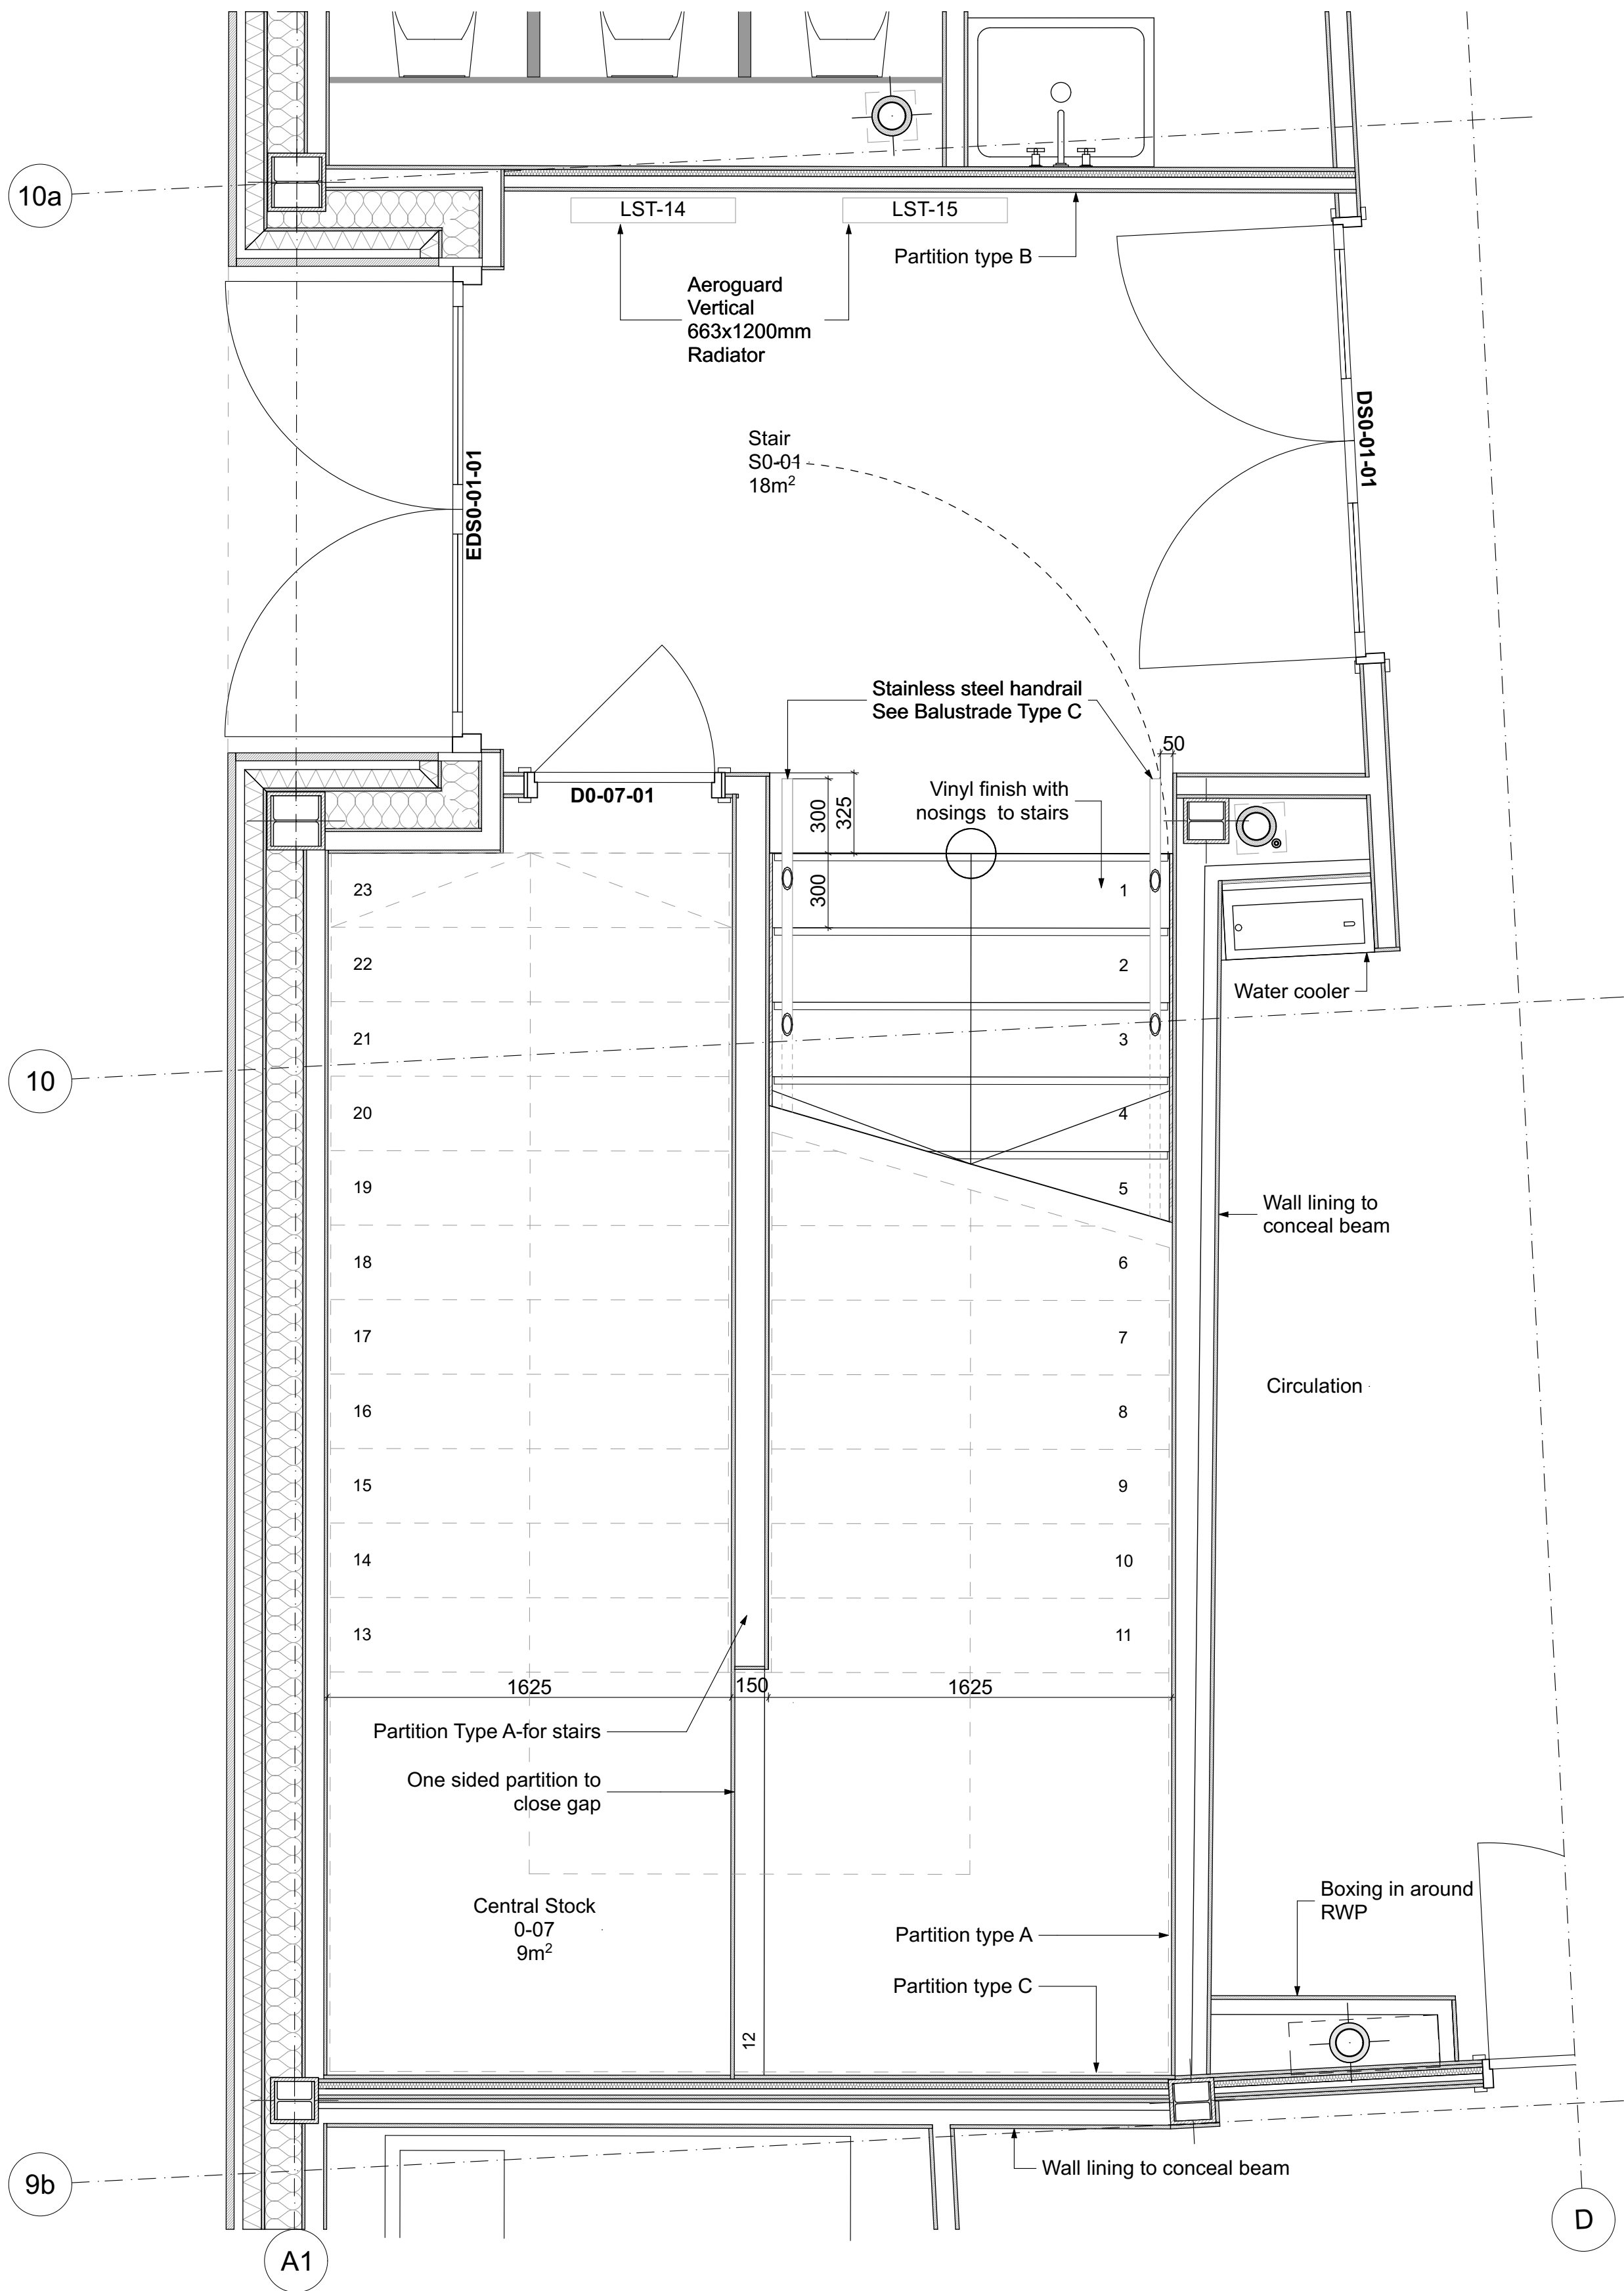 10a
LST-14
LST-15
Partition type B
Aeroguard
Vertical
663x1200mm
Radiator
DS0-01-01
Stair
S0-01
18m²
EDS0-01-01
Stainless steel handrail
See Balustrade Type C
50
D0-07-01
300
325
Vinyl finish with
nosings to stairs
300
23
1
22
2
Water cooler
21
3
10
20
4
19
5
Wall lining to
conceal beam
18
6
17
7
Circulation
16
8
15
9
14
10
13
11
1625
150
1625
Partition Type A-for stairs
One sided partition to
close gap
Central Stock
0-07
9m²
Boxing in around
RWP
Partition type A
Partition type C
12
Wall lining to conceal beam
9b
D
A1